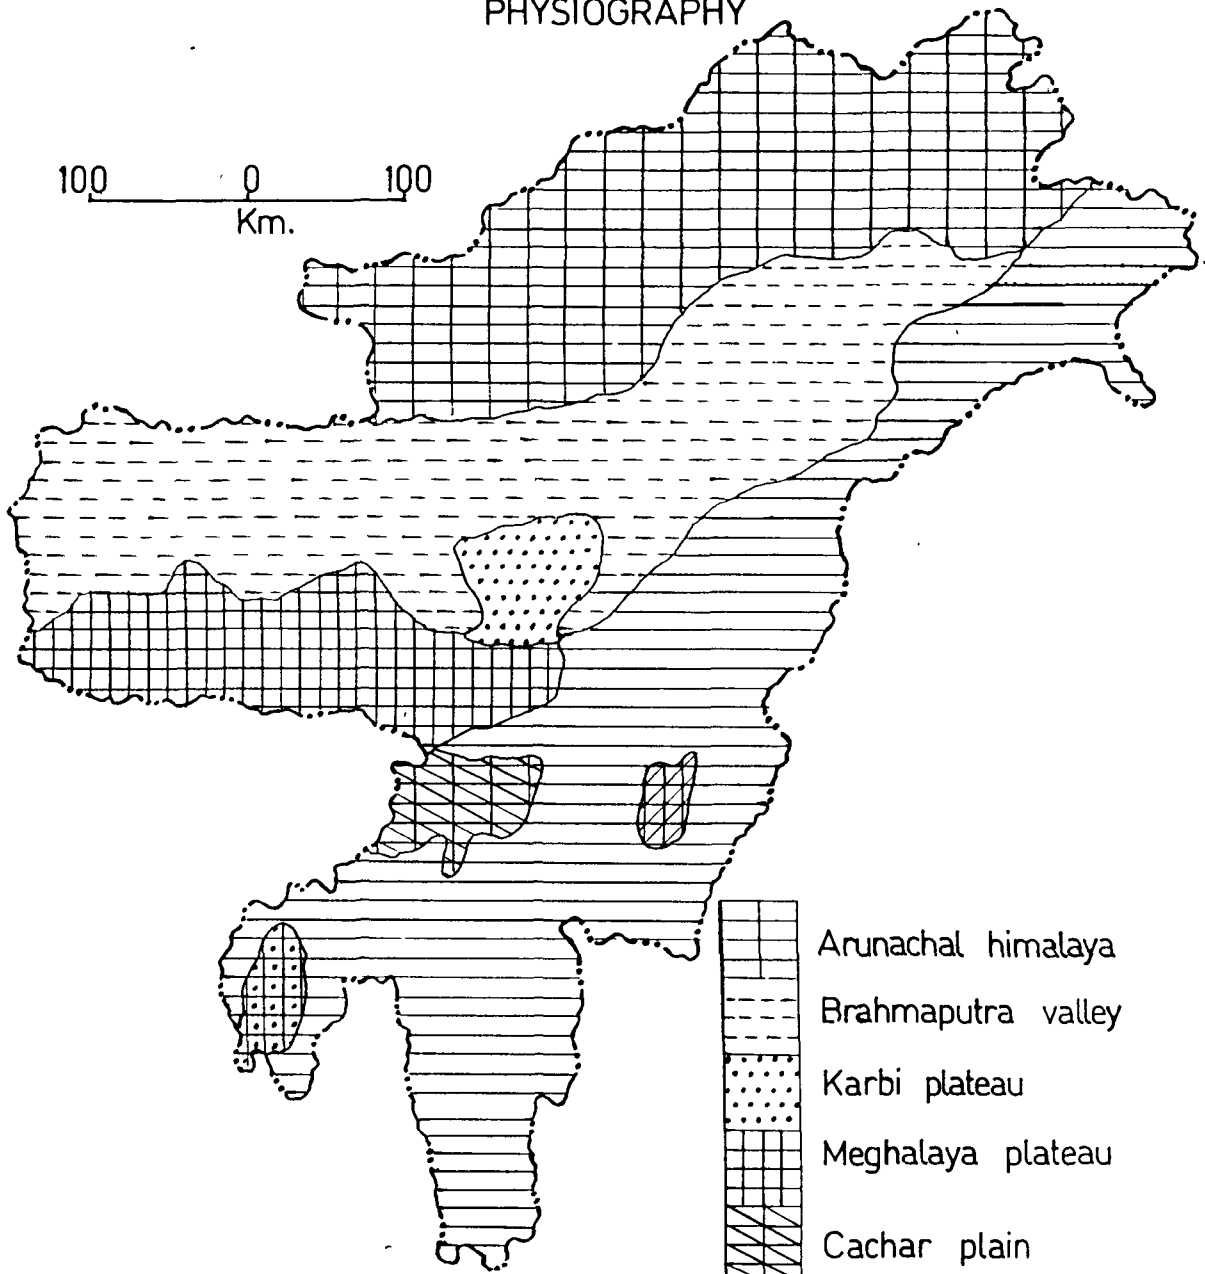 PHYSIOGRAPHY
100 0 100
Km.
Arunachal himalaya
Brahmaputra valley
Karbi plateau
Meghalaya plateau
Cachar plain